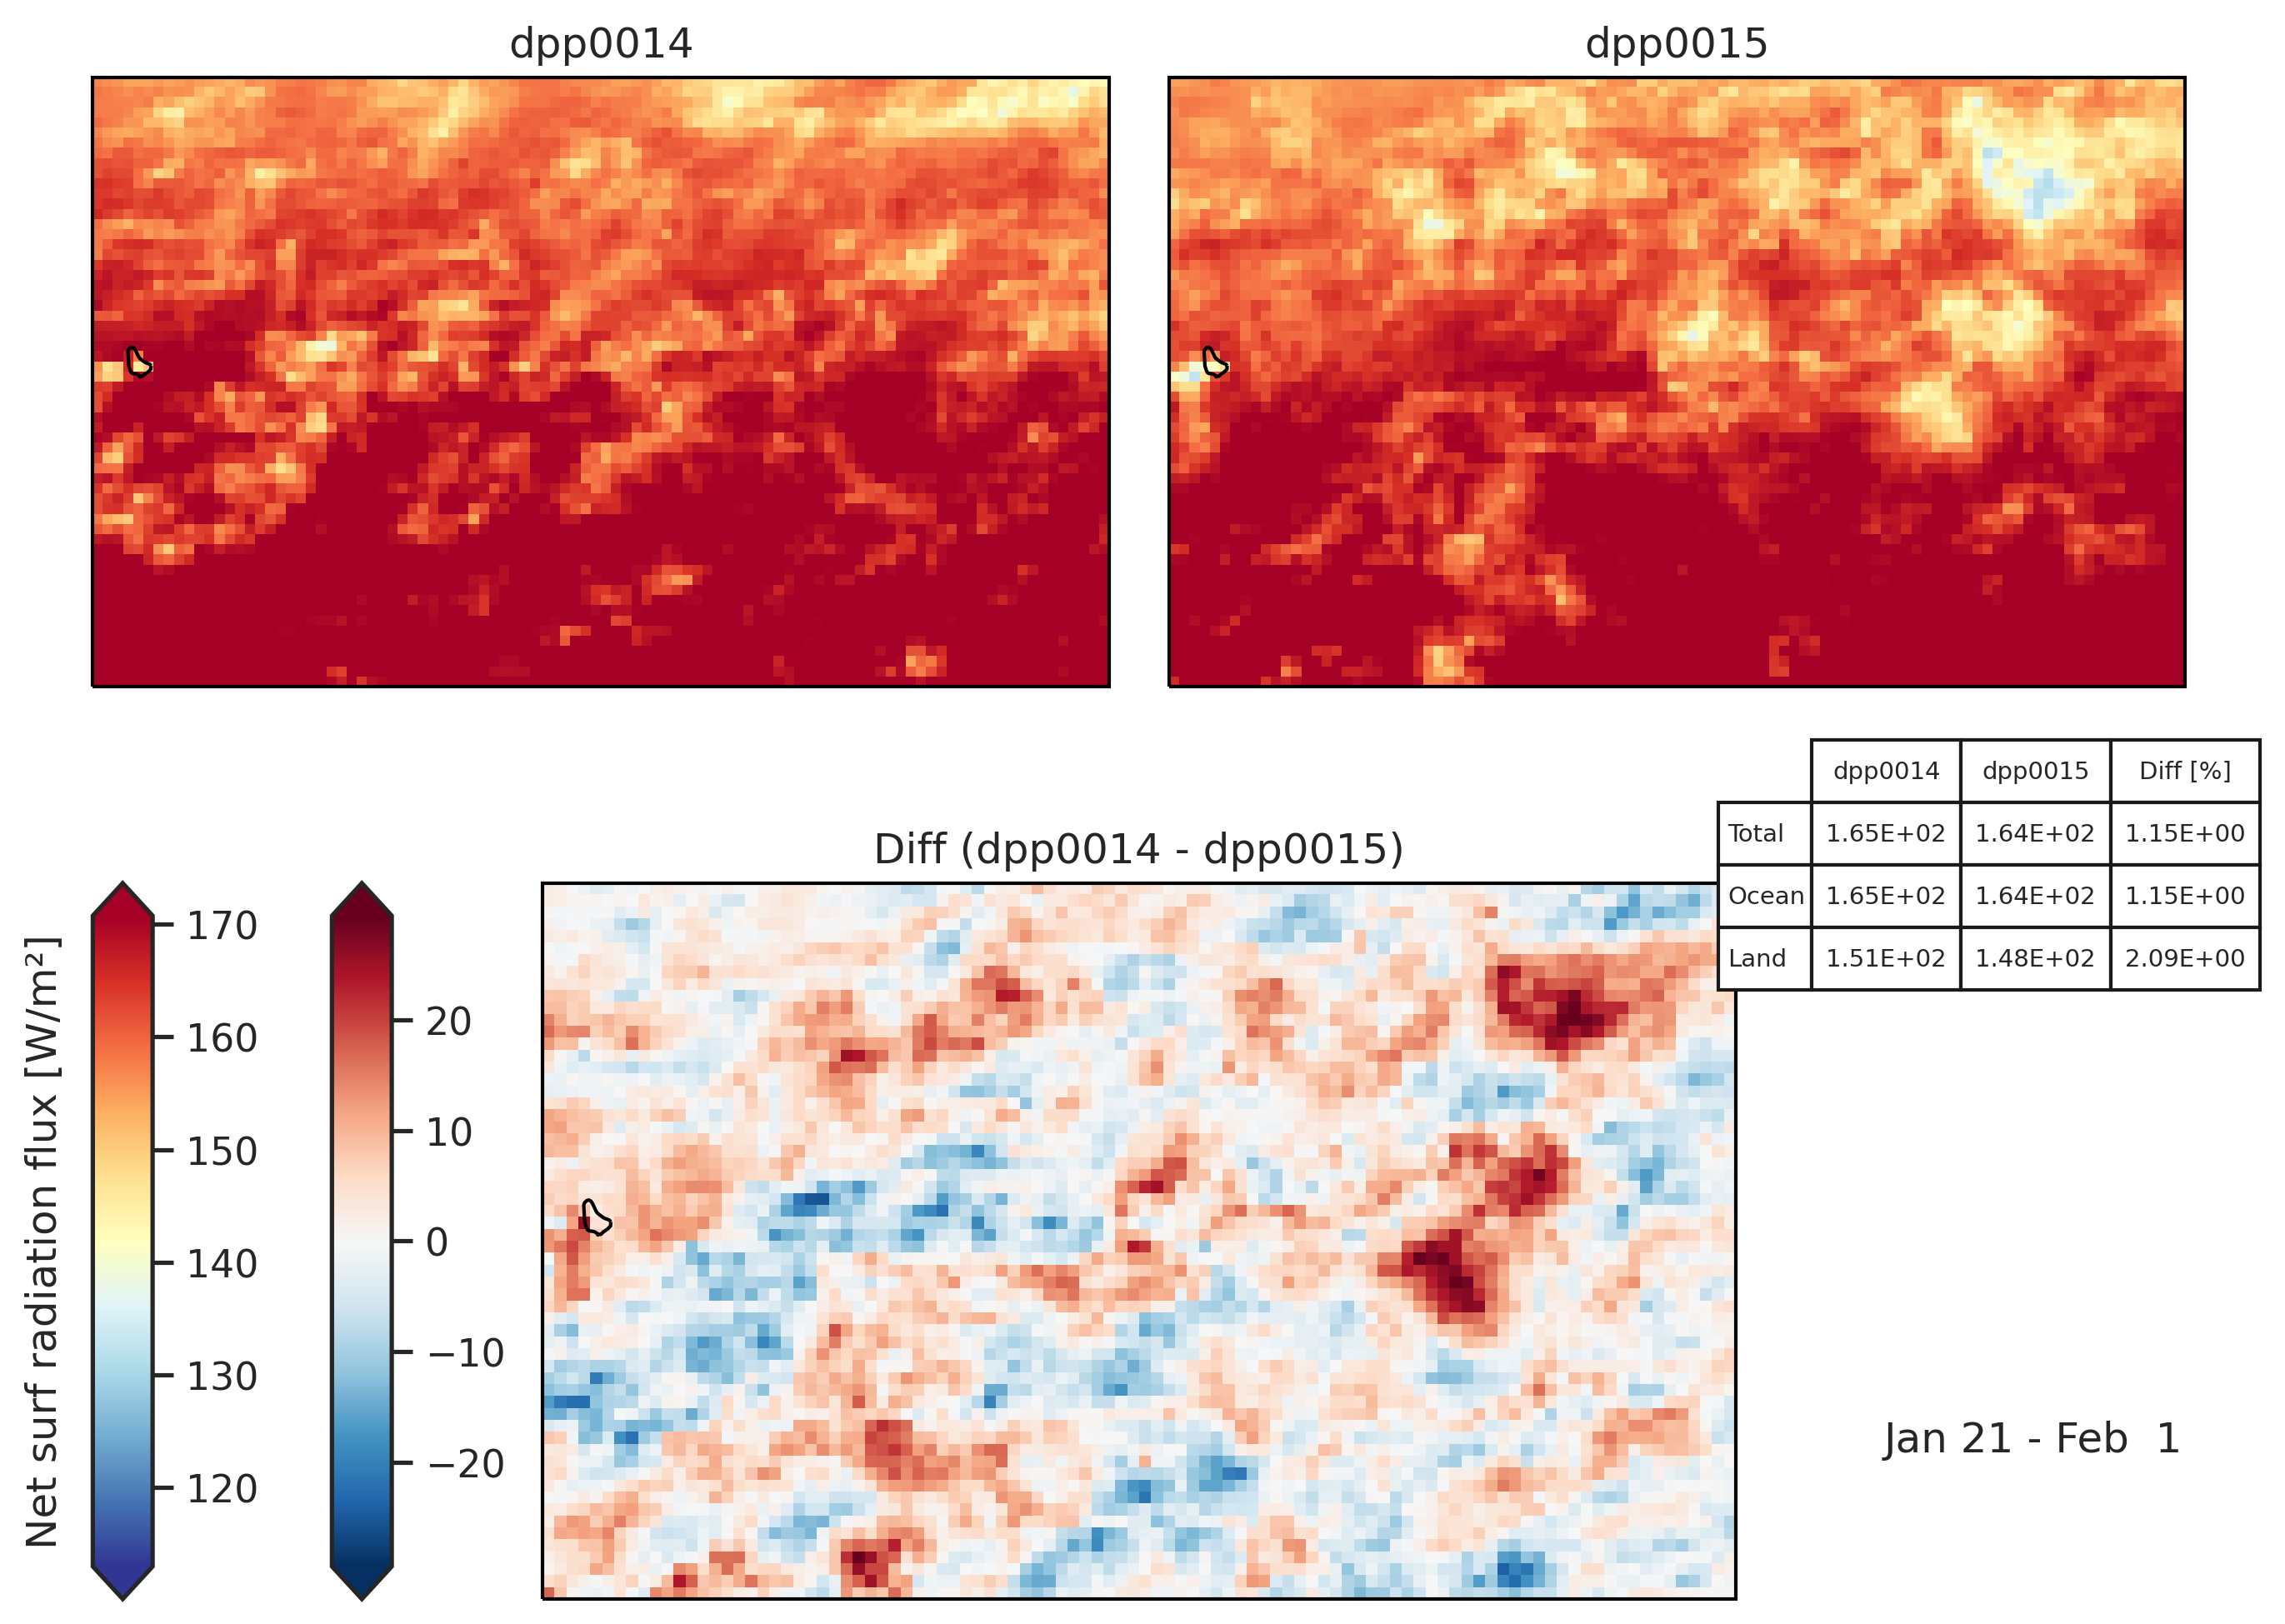 dpp0014
dpp0015
dpp0014 dpp0015 Diff [%]
Total 1.65E+02 1.64E+02 1.15E+00
Ocean 1.65E+02 1.64E+02 1.15E+00
Land 1.51E+02 1.48E+02 2.09E+00
Diff (dpp0014 - dpp0015)
Net surf radiation flux [W/m²]
170
160
150
140
130
120
20
10
0
−10
−20
Jan 21 - Feb  1